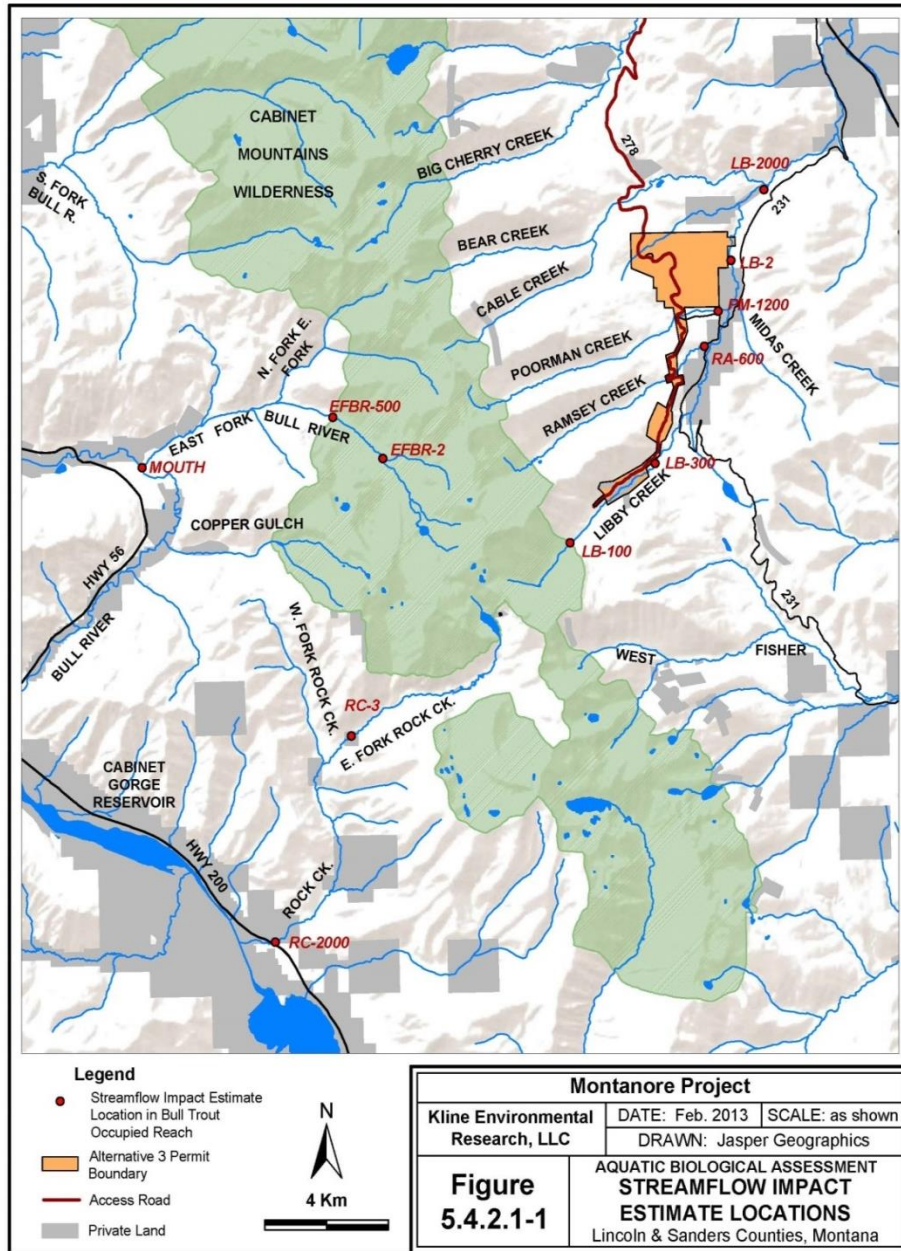 CABINET
MOUNTAINS
WILDERNESS
BIG CHERRY CREEK
278
LB-2000
231
S. FORK
BULL R.
BEAR CREEK
CABLE CREEK
LB-2
PM-1200
MIDAS CREEK
N. FORK E.
FORK
POORMAN CREEK
RA-600
RAMSEY CREEK
EFBR-500
EAST FORK BULL RIVER
EFBR-2
MOUTH
LB-300
LIBBY CREEK
COPPER GULCH
LB-100
HWY 56
BULL RIVER
231
W. FORK ROCK CK.
WEST FISHER
RC-3
E. FORK ROCK CK.
CABINET
GORGE
RESERVOIR
HWY 200
ROCK CK.
RC-2000
Legend
Streamflow Impact Estimate
Location in Bull Trout
Occupied Reach
Alternative 3 Permit
Boundary
Access Road
Private Land
N
4 Km
Montanore Project
Kline Environmental
Research, LLC
DATE: Feb. 2013
SCALE: as shown
DRAWN: Jasper Geographics
Figure
5.4.2.1-1
AQUATIC BIOLOGICAL ASSESSMENT
STREAMFLOW IMPACT
ESTIMATE LOCATIONS
Lincoln & Sanders Counties, Montana